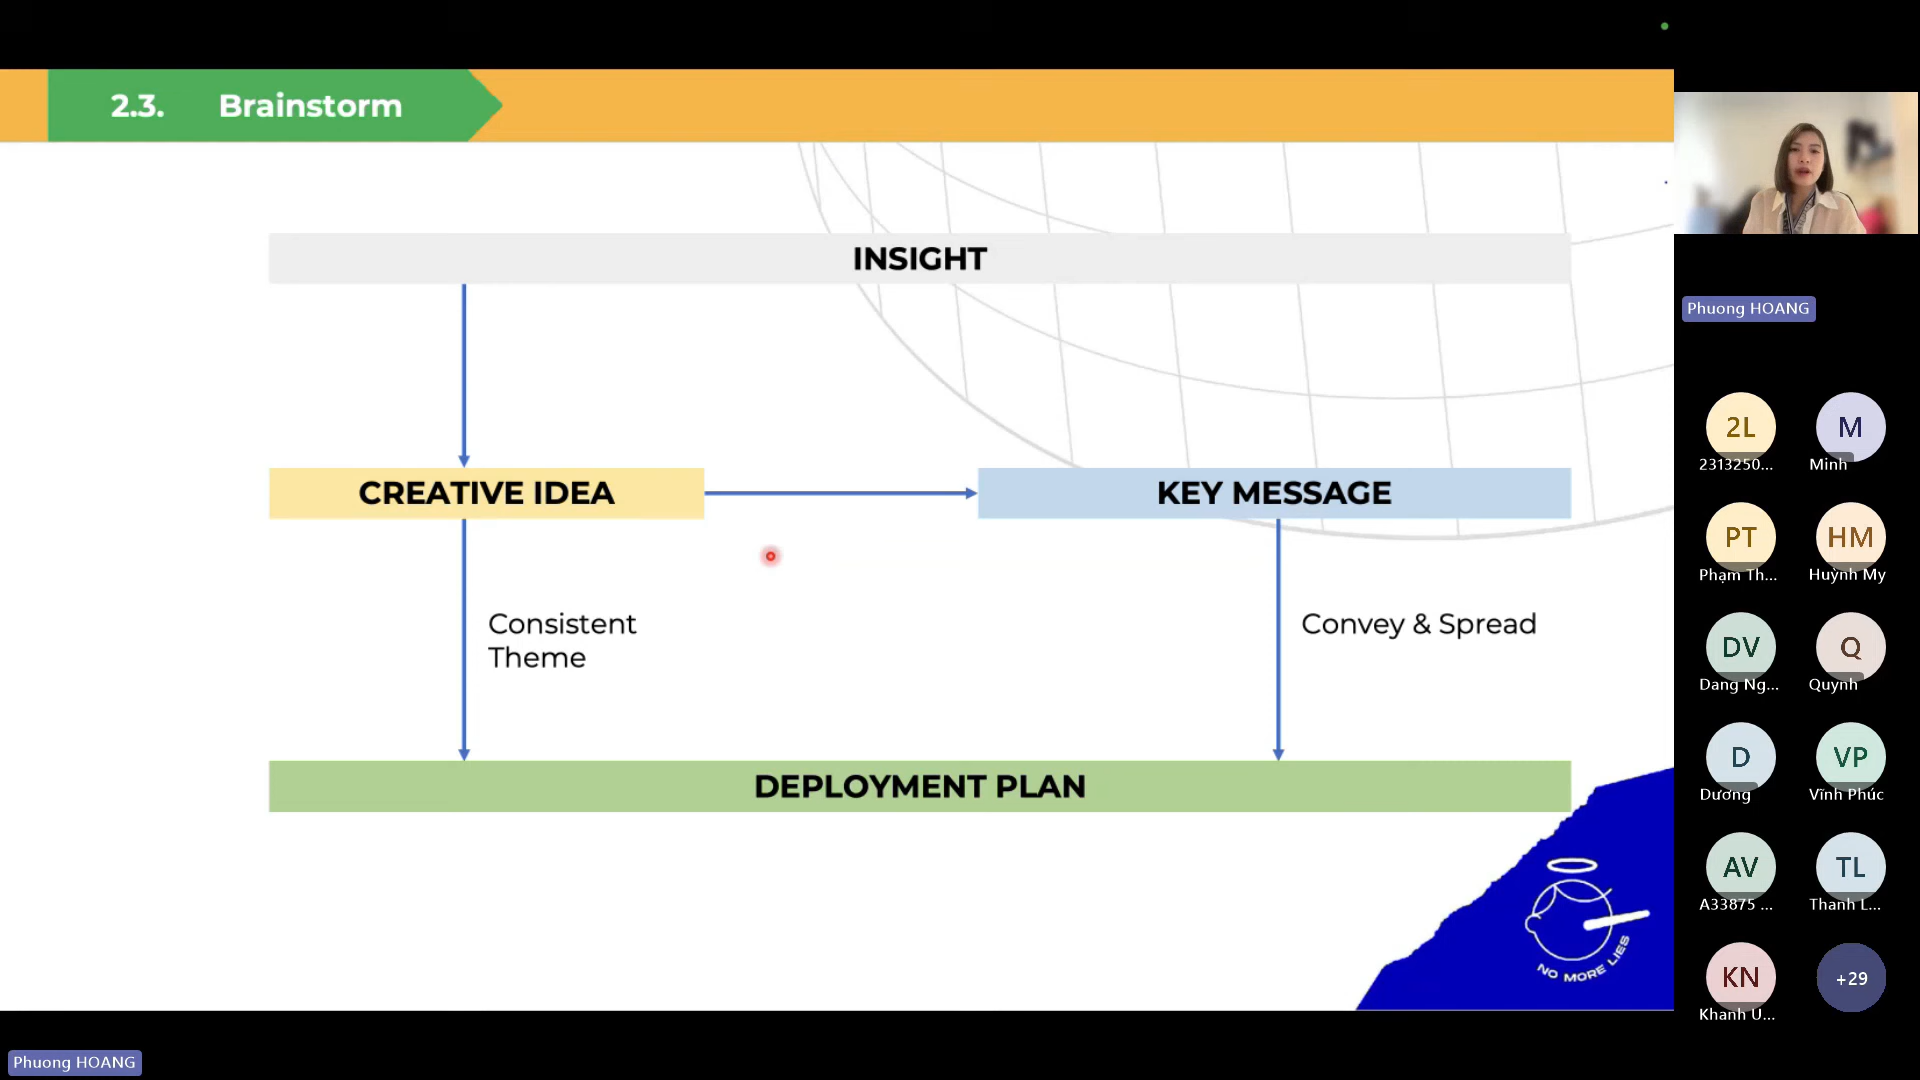 2.3. Brainstorm
INSIGHT
CREATIVE IDEA
KEY MESSAGE
Consistent
Theme
Convey & Spread
DEPLOYMENT PLAN
NO MORE LIES
Phuong HOANG
Phuong HOANG
2L
2313250...
M
Minh
PT
Phạm Th...
HM
Huỳnh My
DV
Dang Ng...
Q
Quynh
D
Dương
VP
Vĩnh Phúc
AV
A33875 ...
TL
Thanh L...
KN
Khanh U...
+29